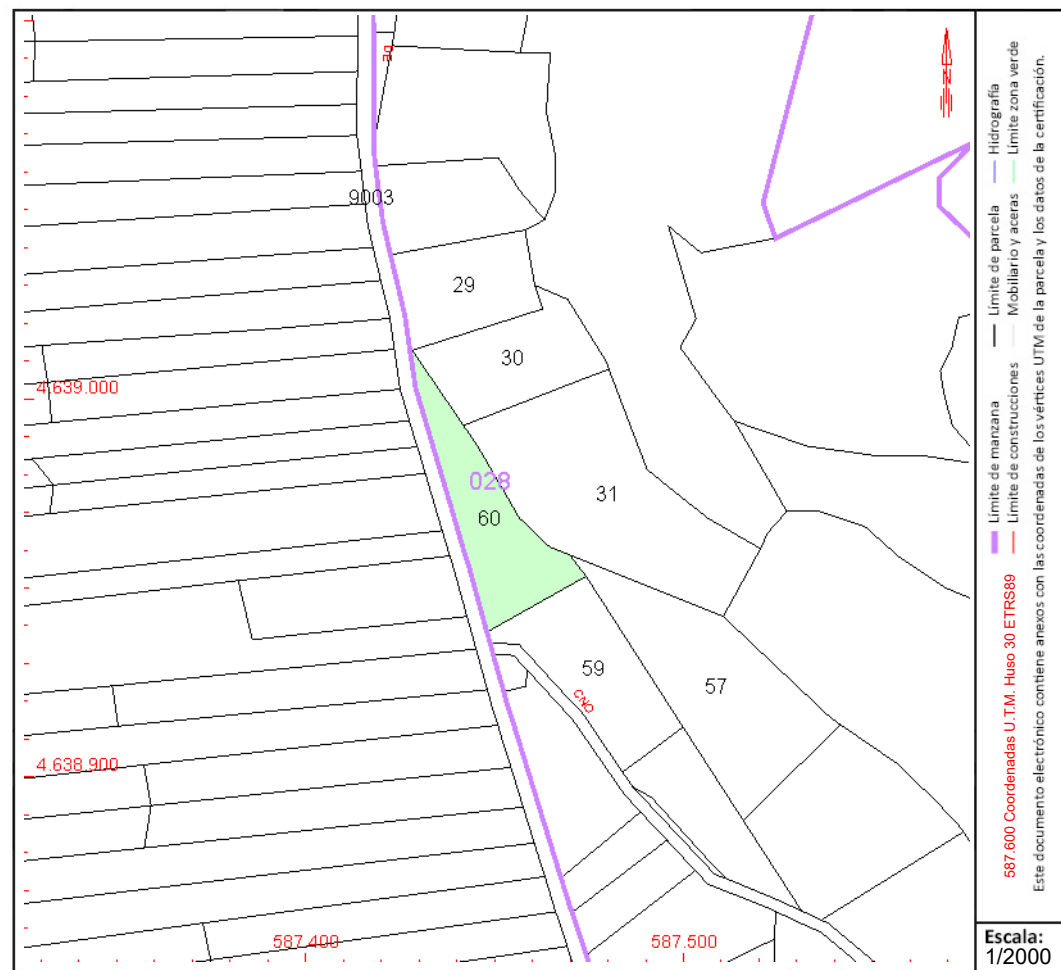 DE
N
9003
29
30
4.639.000
028
60
31
59
57
CNO
4.638.900
587.400
587.500
Límite de manzana
Límite de parcela
Hidrografía
Límite de construcciones
Mobiliario y aceras
Límite zona verde
587.600 Coordenadas U.T.M. Huso 30 ETRS89
Este documento electrónico contiene anexos con las coordenadas de los vértices UTM de la parcela y los datos de la certificación.
Escala:
1/2000